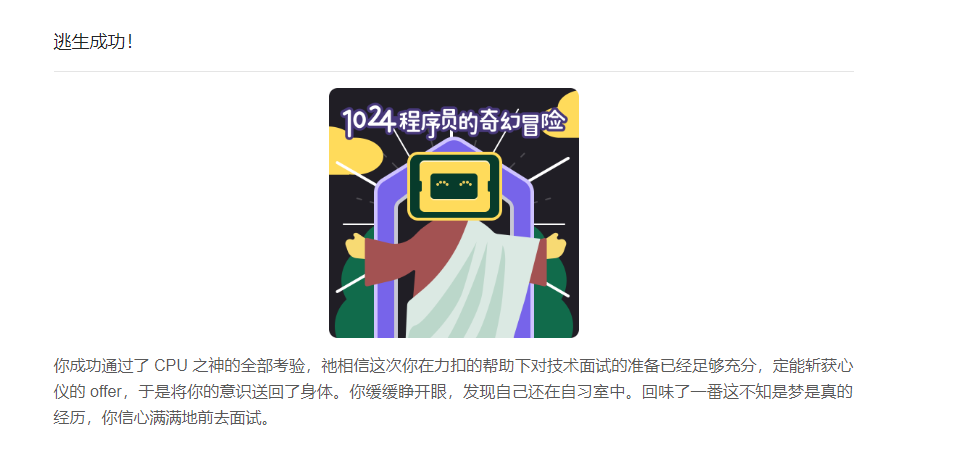 逃生成功！
1024程序员的奇幻冒险
你成功通过了 CPU 之神的全部考验，祂相信这次你在力扣的帮助下对技术面试的准备已经足够充分，定能斩获心
仪的 offer，于是将你的意识送回了身体。你缓缓睁开眼，发现自己还在自习室中。回味了一番这不知是梦是真的
经历，你信心满满地前去面试。